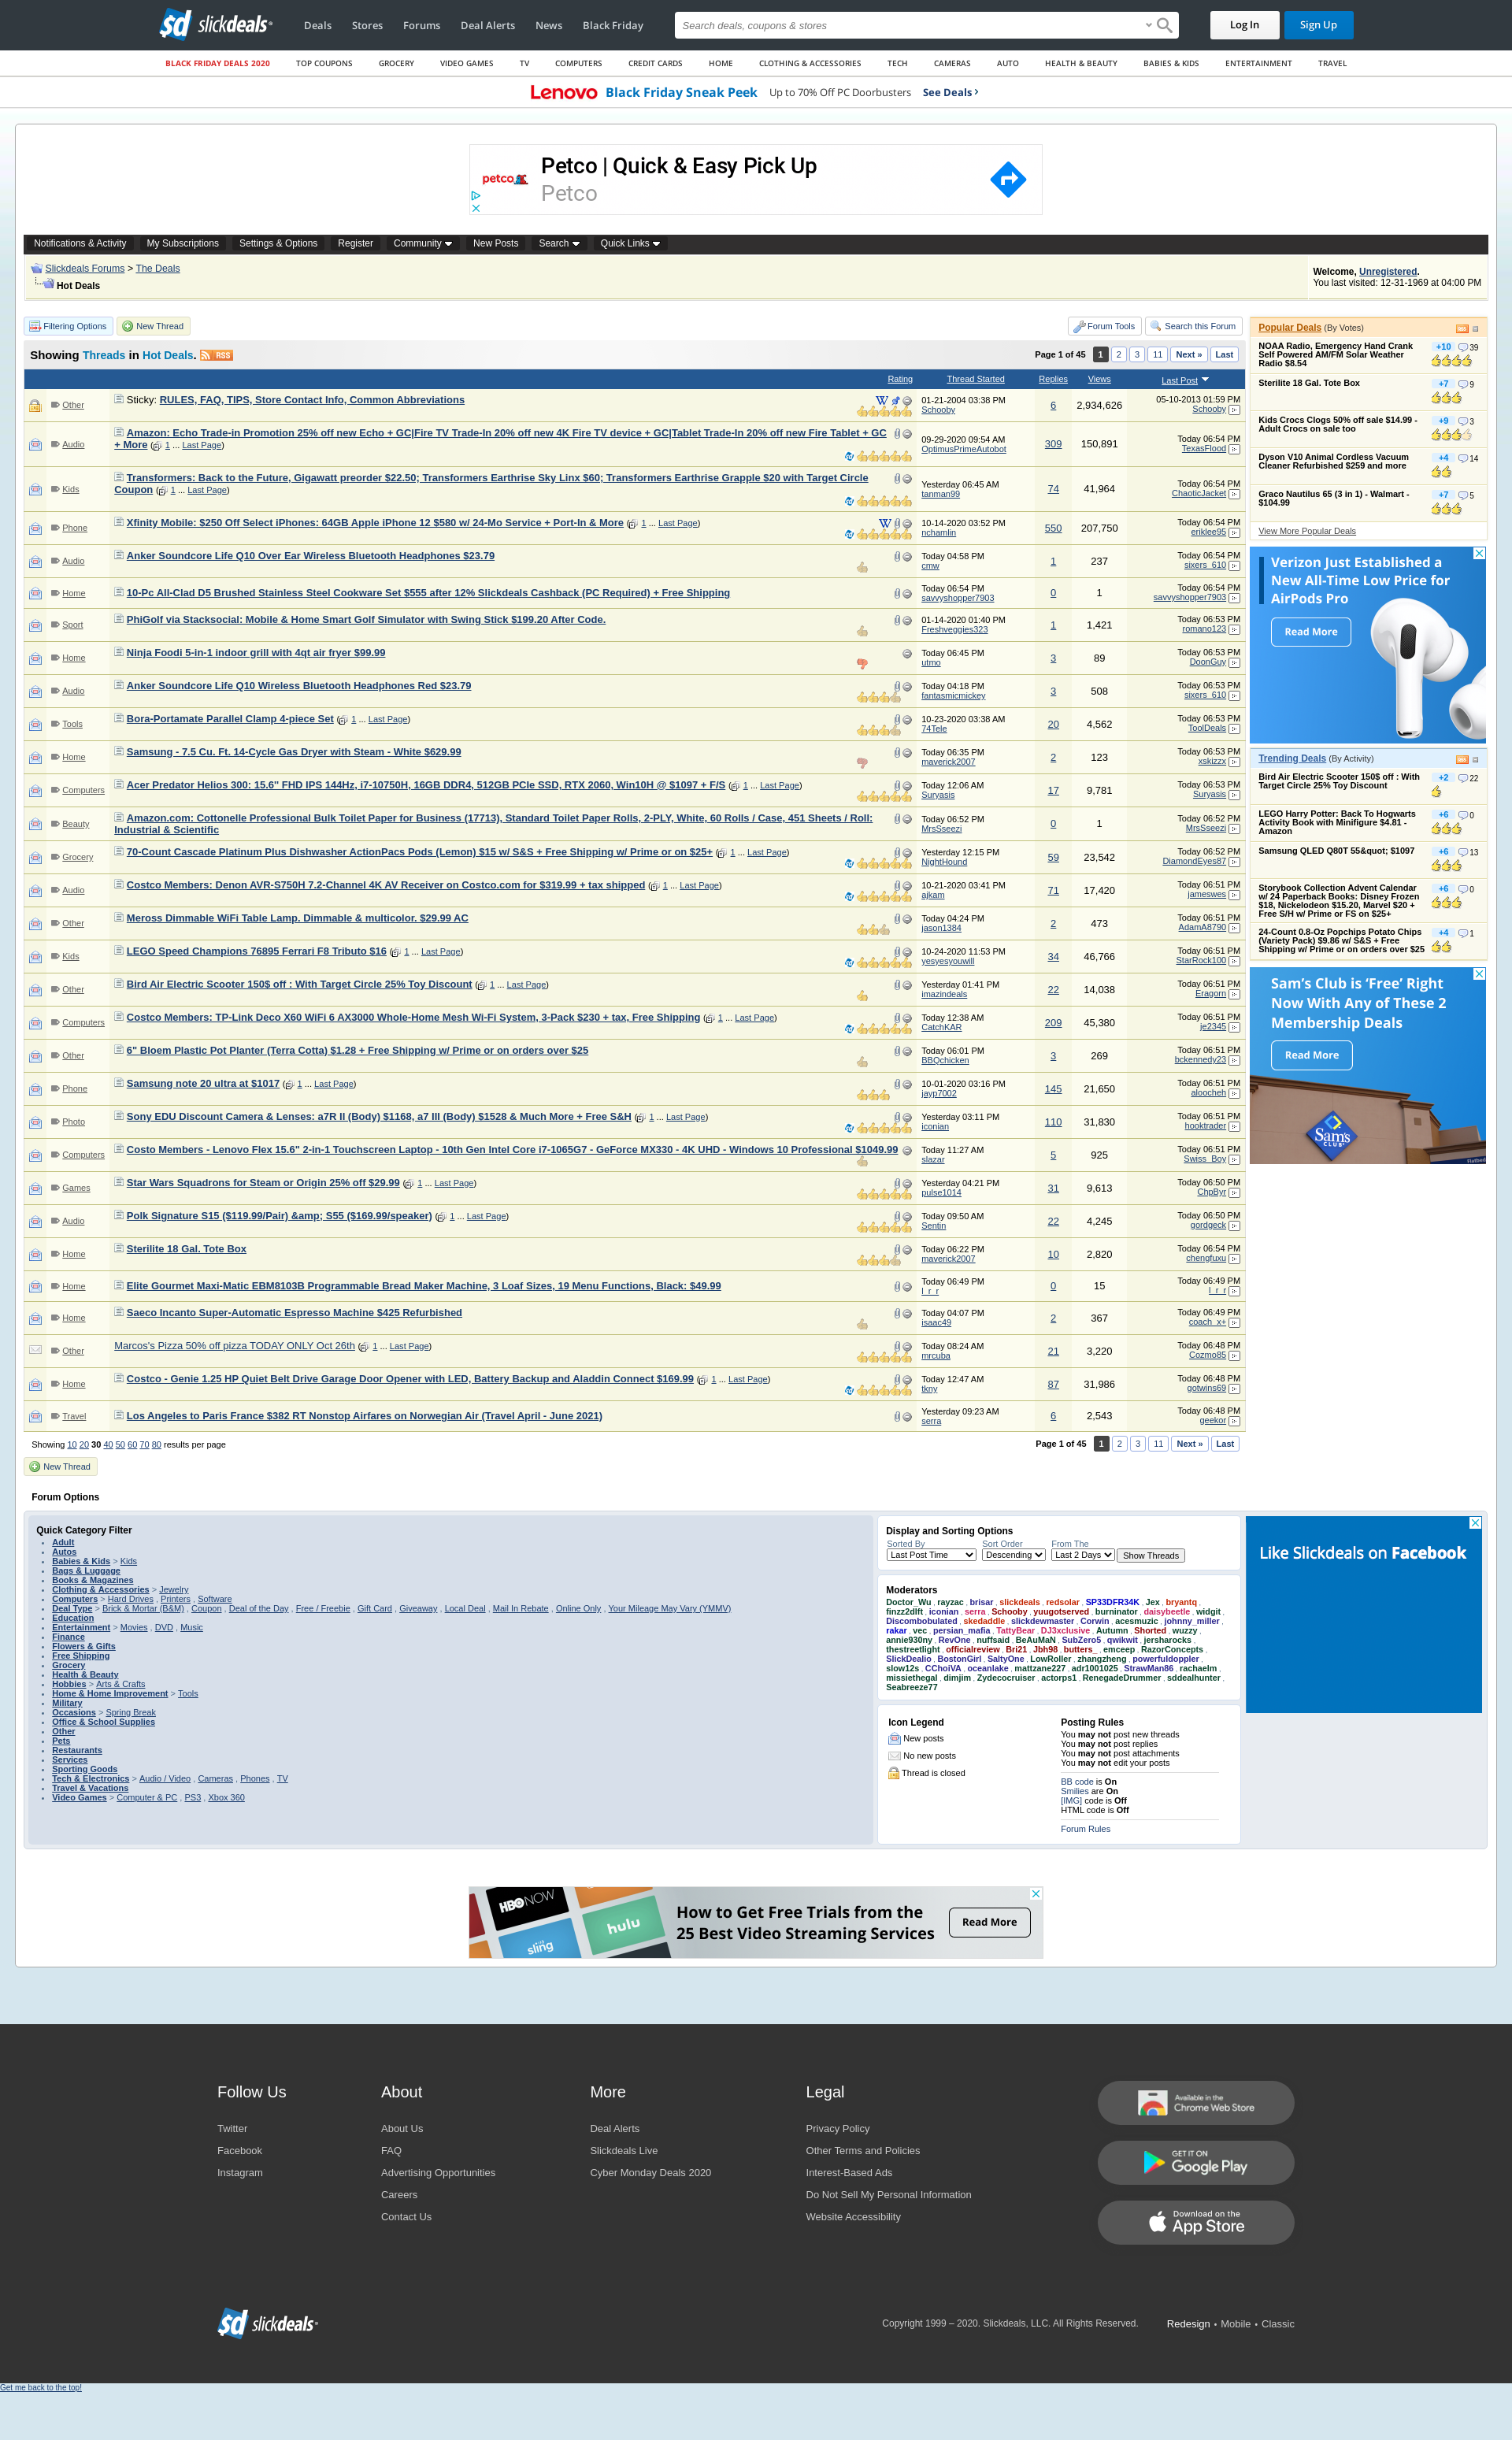 slickdeals
Deals Stores Forums Deal Alerts News Black Friday
Search deals, coupons & stores
Log In Sign Up
BLACK FRIDAY DEALS 2020 TOP COUPONS GROCERY VIDEO GAMES TV COMPUTERS CREDIT CARDS HOME CLOTHING & ACCESSORIES TECH CAMERAS AUTO HEALTH & BEAUTY BABIES & KIDS ENTERTAINMENT TRAVEL
Lenovo Black Friday Sneak Peek Up to 70% Off PC Doorbusters See Deals
petco
Petco | Quick & Easy Pick Up
Petco
Notifications & Activity My Subscriptions Settings & Options Register Community New Posts Search Quick Links
Slickdeals Forums > The Deals
Hot Deals
Welcome, Unregistered.
You last visited: 12-31-1969 at 04:00 PM
Filtering Options New Thread Forum Tools Search this Forum
Showing Threads in Hot Deals. RSS
Page 1 of 45 1 2 3 11 Next » Last
Rating Thread Started Replies Views Last Post
Other Sticky: RULES, FAQ, TIPS, Store Contact Info, Common Abbreviations 01-21-2004 03:38 PM Schooby 6 2,934,626 05-10-2013 01:59 PM Schooby
Audio Amazon: Echo Trade-in Promotion 25% off new Echo + GC|Fire TV Trade-In 20% off new 4K Fire TV device + GC|Tablet Trade-In 20% off new Fire Tablet + GC
+ More ( 1 ... Last Page) 09-29-2020 09:54 AM OptimusPrimeAutobot 309 150,891 Today 06:54 PM TexasFlood
Kids Transformers: Back to the Future, Gigawatt preorder $22.50; Transformers Earthrise Sky Linx $60; Transformers Earthrise Grapple $20 with Target Circle
Coupon ( 1 ... Last Page) Yesterday 06:45 AM tanman99 74 41,964 Today 06:54 PM ChaoticJacket
Phone Xfinity Mobile: $250 Off Select iPhones: 64GB Apple iPhone 12 $580 w/ 24-Mo Service + Port-In & More ( 1 ... Last Page) 10-14-2020 03:52 PM nchamlin 550 207,750 Today 06:54 PM eriklee95
Audio Anker Soundcore Life Q10 Over Ear Wireless Bluetooth Headphones $23.79 Today 04:58 PM cmw 1 237 Today 06:54 PM sixers_610
Home 10-Pc All-Clad D5 Brushed Stainless Steel Cookware Set $555 after 12% Slickdeals Cashback (PC Required) + Free Shipping Today 06:54 PM savvyshopper7903 0 1 Today 06:54 PM savvyshopper7903
Sport PhiGolf via Stacksocial: Mobile & Home Smart Golf Simulator with Swing Stick $199.20 After Code. 01-14-2020 01:40 PM Freshveggies323 1 1,421 Today 06:53 PM romano123
Home Ninja Foodi 5-in-1 indoor grill with 4qt air fryer $99.99 Today 06:45 PM utmo 3 89 Today 06:53 PM DoonGuy
Audio Anker Soundcore Life Q10 Wireless Bluetooth Headphones Red $23.79 Today 04:18 PM fantasmicmickey 3 508 Today 06:53 PM sixers_610
Tools Bora-Portamate Parallel Clamp 4-piece Set ( 1 ... Last Page) 10-23-2020 03:38 AM 74Tele 20 4,562 Today 06:53 PM ToolDeals
Home Samsung - 7.5 Cu. Ft. 14-Cycle Gas Dryer with Steam - White $629.99 Today 06:35 PM maverick2007 2 123 Today 06:53 PM xskizzx
Computers Acer Predator Helios 300: 15.6" FHD IPS 144Hz, i7-10750H, 16GB DDR4, 512GB PCIe SSD, RTX 2060, Win10H @ $1097 + F/S ( 1 ... Last Page) Today 12:06 AM Suryasis 17 9,781 Today 06:53 PM Suryasis
Beauty Amazon.com: Cottonelle Professional Bulk Toilet Paper for Business (17713), Standard Toilet Paper Rolls, 2-PLY, White, 60 Rolls / Case, 451 Sheets / Roll:
Industrial & Scientific Today 06:52 PM MrsSseezi 0 1 Today 06:52 PM MrsSseezi
Grocery 70-Count Cascade Platinum Plus Dishwasher ActionPacs Pods (Lemon) $15 w/ S&S + Free Shipping w/ Prime or on $25+ ( 1 ... Last Page) Yesterday 12:15 PM NightHound 59 23,542 Today 06:52 PM DiamondEyes87
Audio Costco Members: Denon AVR-S750H 7.2-Channel 4K AV Receiver on Costco.com for $319.99 + tax shipped ( 1 ... Last Page) 10-21-2020 03:41 PM ajkam 71 17,420 Today 06:51 PM jameswes
Other Meross Dimmable WiFi Table Lamp. Dimmable & multicolor. $29.99 AC Today 04:24 PM jason1384 2 473 Today 06:51 PM AdamA8790
Kids LEGO Speed Champions 76895 Ferrari F8 Tributo $16 ( 1 ... Last Page) 10-24-2020 11:53 PM yesyesyouwill 34 46,766 Today 06:51 PM StarRock100
Other Bird Air Electric Scooter 150$ off : With Target Circle 25% Toy Discount ( 1 ... Last Page) Yesterday 01:41 PM imazindeals 22 14,038 Today 06:51 PM Eragorn
Computers Costco Members: TP-Link Deco X60 WiFi 6 AX3000 Whole-Home Mesh Wi-Fi System, 3-Pack $230 + tax, Free Shipping ( 1 ... Last Page) Today 12:38 AM CatchKAR 209 45,380 Today 06:51 PM je2345
Other 6" Bloem Plastic Pot Planter (Terra Cotta) $1.28 + Free Shipping w/ Prime or on orders over $25 Today 06:01 PM BBQchicken 3 269 Today 06:51 PM bckennedy23
Phone Samsung note 20 ultra at $1017 ( 1 ... Last Page) 10-01-2020 03:16 PM jayp7002 145 21,650 Today 06:51 PM aloocheh
Photo Sony EDU Discount Camera & Lenses: a7R II (Body) $1168, a7 III (Body) $1528 & Much More + Free S&H ( 1 ... Last Page) Yesterday 03:11 PM iconian 110 31,830 Today 06:51 PM hooktrader
Computers Costo Members - Lenovo Flex 15.6" 2-in-1 Touchscreen Laptop - 10th Gen Intel Core i7-1065G7 - GeForce MX330 - 4K UHD - Windows 10 Professional $1049.99 Today 11:27 AM slazar 5 925 Today 06:51 PM Swiss_Boy
Games Star Wars Squadrons for Steam or Origin 25% off $29.99 ( 1 ... Last Page) Yesterday 04:21 PM pulse1014 31 9,613 Today 06:50 PM ChpByr
Audio Polk Signature S15 ($119.99/Pair) &amp; S55 ($169.99/speaker) ( 1 ... Last Page) Today 09:50 AM Sentin 22 4,245 Today 06:50 PM gordgeck
Home Sterilite 18 Gal. Tote Box Today 06:22 PM maverick2007 10 2,820 Today 06:54 PM chengfuxu
Home Elite Gourmet Maxi-Matic EBM8103B Programmable Bread Maker Machine, 3 Loaf Sizes, 19 Menu Functions, Black: $49.99 Today 06:49 PM l_r_r 0 15 Today 06:49 PM l_r_r
Home Saeco Incanto Super-Automatic Espresso Machine $425 Refurbished Today 04:07 PM isaac49 2 367 Today 06:49 PM coach_x+
Other Marcos's Pizza 50% off pizza TODAY ONLY Oct 26th ( 1 ... Last Page) Today 08:24 AM mrcuba 21 3,220 Today 06:48 PM Cozmo85
Home Costco - Genie 1.25 HP Quiet Belt Drive Garage Door Opener with LED, Battery Backup and Aladdin Connect $169.99 ( 1 ... Last Page) Today 12:47 AM tkny 87 31,986 Today 06:48 PM gotwins69
Travel Los Angeles to Paris France $382 RT Nonstop Airfares on Norwegian Air (Travel April - June 2021) Yesterday 09:23 AM serra 6 2,543 Today 06:48 PM geekor
Showing 10 20 30 40 50 60 70 80 results per page
Page 1 of 45 1 2 3 11 Next » Last
New Thread
Popular Deals (By Votes)
NOAA Radio, Emergency Hand Crank
Self Powered AM/FM Solar Weather
Radio $8.54 +10 39
Sterilite 18 Gal. Tote Box +7 9
Kids Crocs Clogs 50% off sale $14.99 -
Adult Crocs on sale too +9 3
Dyson V10 Animal Cordless Vacuum
Cleaner Refurbished $259 and more +4 14
Graco Nautilus 65 (3 in 1) - Walmart -
$104.99 +7 5
View More Popular Deals
Verizon Just Established a
New All-Time Low Price for
AirPods Pro
Read More
Trending Deals (By Activity)
Bird Air Electric Scooter 150$ off : With
Target Circle 25% Toy Discount +2 22
LEGO Harry Potter: Back To Hogwarts
Activity Book with Minifigure $4.81 -
Amazon +6 0
Samsung QLED Q80T 55&quot; $1097 +6 13
Storybook Collection Advent Calendar
w/ 24 Paperback Books: Disney Frozen
$18, Nickelodeon $15.20, Marvel $20 +
Free S/H w/ Prime or FS on $25+ +6 0
24-Count 0.8-Oz Popchips Potato Chips
(Variety Pack) $9.86 w/ S&S + Free
Shipping w/ Prime or on orders over $25 +4 1
Sam's Club is 'Free' Right
Now With Any of These 2
Membership Deals
Read More
Sam's
CLUB
Forum Options
Quick Category Filter
Adult
Autos
Babies & Kids > Kids
Bags & Luggage
Books & Magazines
Clothing & Accessories > Jewelry
Computers > Hard Drives , Printers , Software
Deal Type > Brick & Mortar (B&M) , Coupon , Deal of the Day , Free / Freebie , Gift Card , Giveaway , Local Deal , Mail In Rebate , Online Only , Your Mileage May Vary (YMMV)
Education
Entertainment > Movies , DVD , Music
Finance
Flowers & Gifts
Free Shipping
Grocery
Health & Beauty
Hobbies > Arts & Crafts
Home & Home Improvement > Tools
Military
Occasions > Spring Break
Office & School Supplies
Other
Pets
Restaurants
Services
Sporting Goods
Tech & Electronics > Audio / Video , Cameras , Phones , TV
Travel & Vacations
Video Games > Computer & PC , PS3 , Xbox 360
Display and Sorting Options
Sorted By Sort Order From The
Last Post Time Descending Last 2 Days Show Threads
Moderators
Doctor_Wu , rayzac , brisar , slickdeals , redsolar , SP33DFR34K , Jex , bryantq ,
finzz2dlft , iconian , serra , Schooby , yuugotserved , burninator , daisybeetle , widgit ,
Discombobulated , skedaddle , slickdewmaster , Corwin , acesmuzic , johnny_miller ,
rakar , vec , persian_mafia , TattyBear , DJ3xclusive , Autumn , Shorted , wuzzy ,
annie930ny , RevOne , nuffsaid , BeAuMaN , SubZero5 , qwikwit , jersharocks ,
thestreetlight , officialreview , Bri21 , Jbh98 , butters_ , emceep , RazorConcepts ,
SlickDealio , BostonGirl , SaltyOne , LowRoller , zhangzheng , powerfuldoppler ,
slow12s , CChoiVA , oceanlake , mattzane227 , adr1001025 , StrawMan86 , rachaelm ,
missiethegal , dimjim , Zydecocruiser , actorps1 , RenegadeDrummer , sddealhunter ,
Seabreeze77
Icon Legend
New posts
No new posts
Thread is closed
Posting Rules
You may not post new threads
You may not post replies
You may not post attachments
You may not edit your posts
BB code is On
Smilies are On
[IMG] code is Off
HTML code is Off
Forum Rules
Like Slickdeals on Facebook
HBO NOW
hulu
sling
How to Get Free Trials from the
25 Best Video Streaming Services
Read More
Follow Us
Twitter
Facebook
Instagram
About
About Us
FAQ
Advertising Opportunities
Careers
Contact Us
More
Deal Alerts
Slickdeals Live
Cyber Monday Deals 2020
Legal
Privacy Policy
Other Terms and Policies
Interest-Based Ads
Do Not Sell My Personal Information
Website Accessibility
Available in the
Chrome Web Store
GET IT ON
Google Play
Download on the
App Store
slickdeals
Copyright 1999 – 2020. Slickdeals, LLC. All Rights Reserved. Redesign • Mobile • Classic
Get me back to the top!